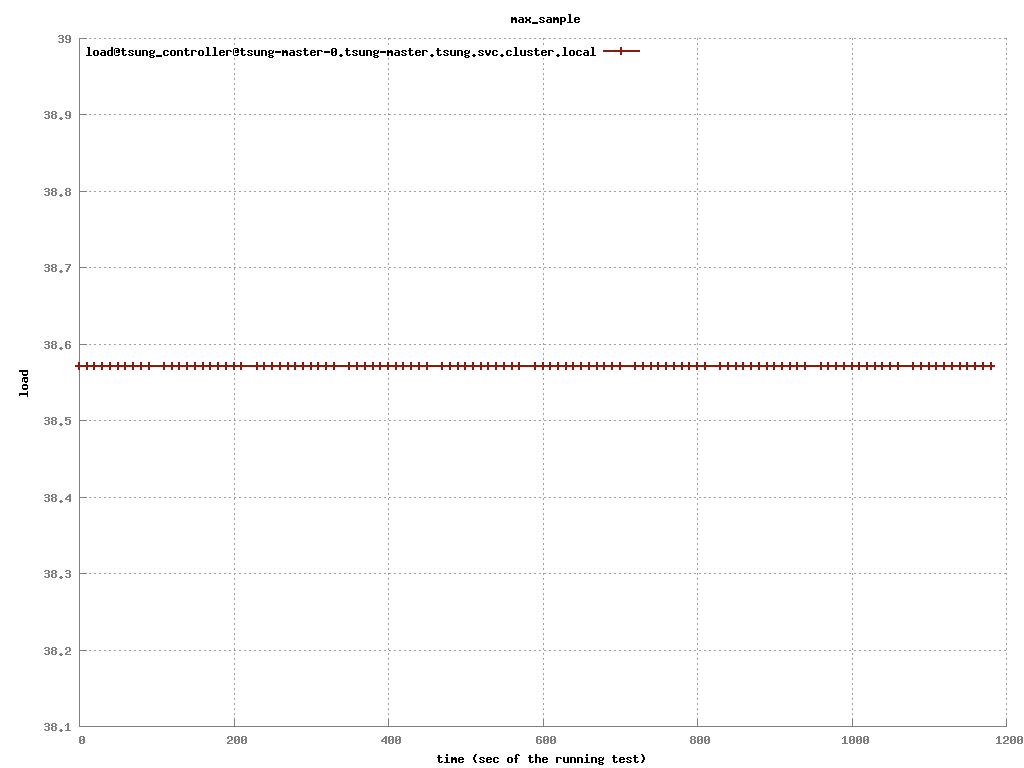 max_sample
39
load@tsung_controller@tsung-master-0.tsung-master.tsung.svc.cluster.local
38.9
38.8
38.7
38.6
38.5
38.4
38.3
38.2
38.1
load
0 200 400 600 800 1000 1200
time (sec of the running test)